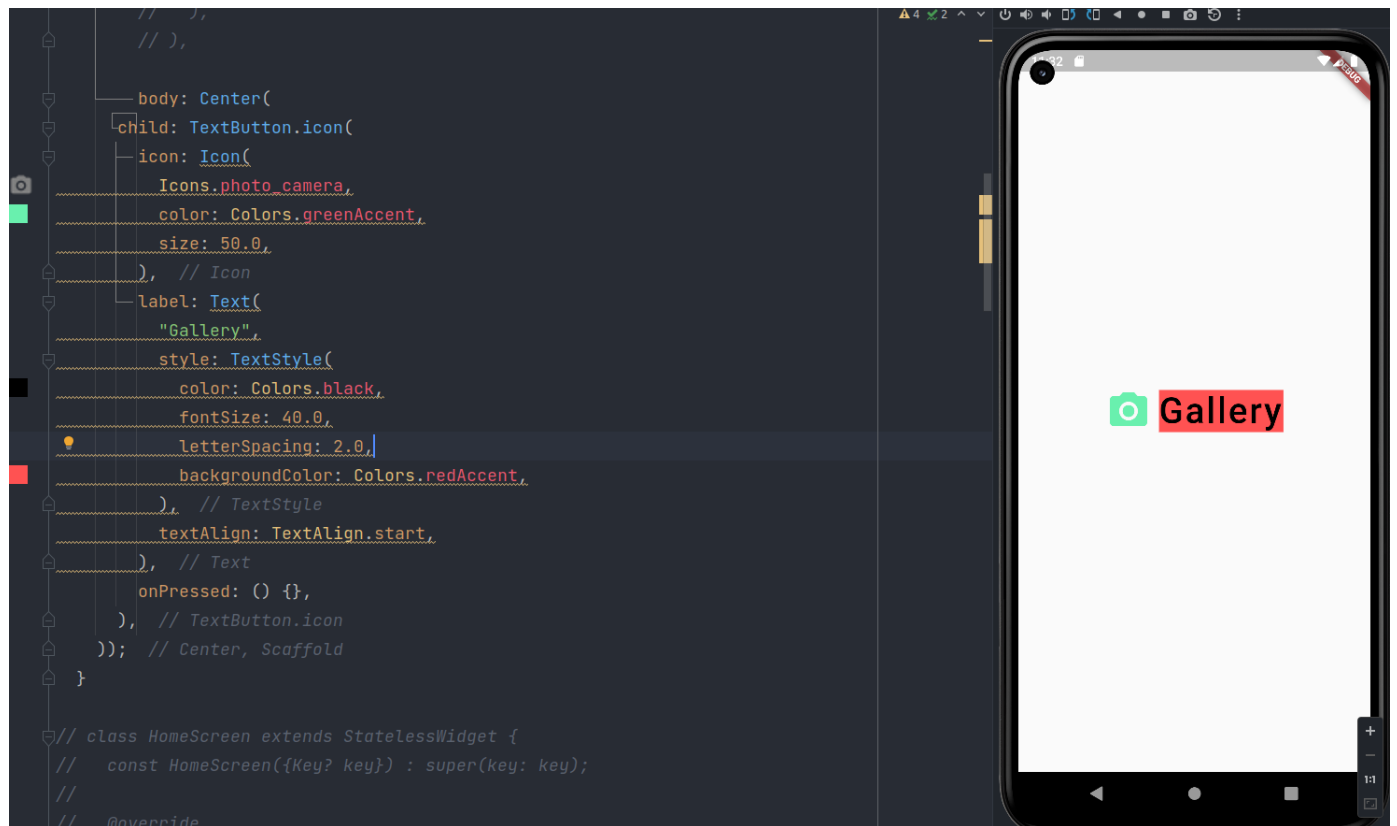 //   ),
// ),
body: Center(
child: TextButton.icon(
icon: Icon(
Icons.photo_camera,
color: Colors.greenAccent,
size: 50.0,
),  // Icon
label: Text(
"Gallery",
style: TextStyle(
color: Colors.black,
fontSize: 40.0,
letterSpacing: 2.0,
backgroundColor: Colors.redAccent,
),  // TextStyle
textAlign: TextAlign.start,
),  // Text
onPressed: () {},
),  // TextButton.icon
));  // Center, Scaffold
}
// class HomeScreen extends StatelessWidget {
//   const HomeScreen({Key? key}) : super(key: key);
//
//   @override
4 2
DEBUG
Gallery
1:1